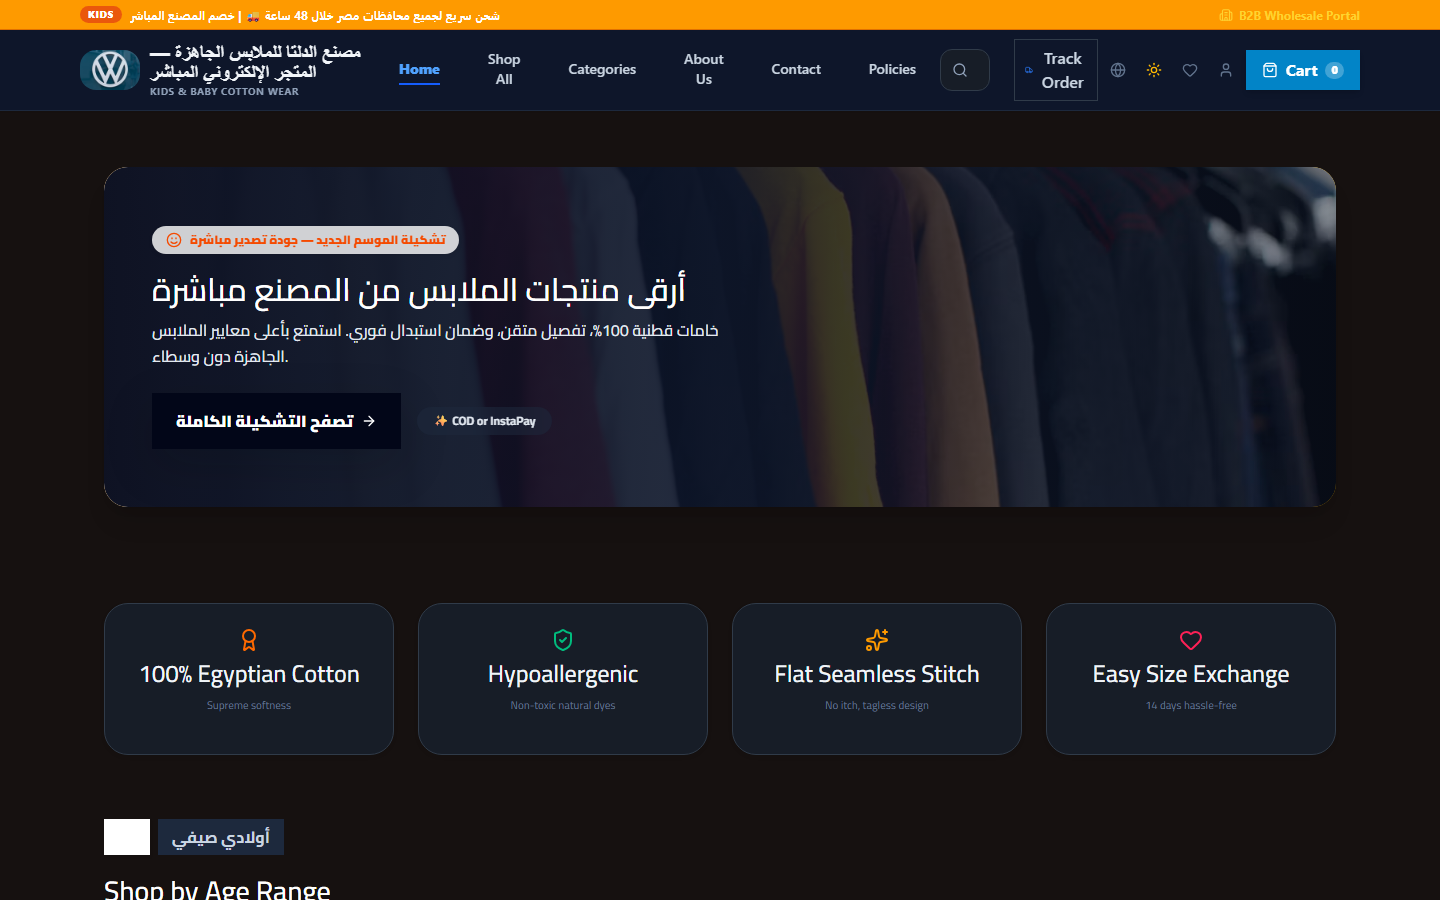 KIDS شحن سريع لجميع محافظات مصر خلال 48 ساعة 🚚 | خصم المصنع المباشر
B2B Wholesale Portal
مصنع الدلتا للملابس الجاهزة —
المتجر الإلكتروني المباشر
KIDS & BABY COTTON WEAR
Home
Shop
All
Categories
About
Us
Contact
Policies
Track
Order
Cart 0
تشكيلة الموسم الجديد — جودة تصدير مباشرة
أرقى منتجات الملابس من المصنع مباشرة
خامات قطنية 100%، تفصيل متقن، وضمان استبدال فوري. استمتع بأعلى معايير الملابس
الجاهزة دون وسطاء.
تصفح التشكيلة الكاملة →
✨ COD or InstaPay
100% Egyptian Cotton
Supreme softness
Hypoallergenic
Non-toxic natural dyes
Flat Seamless Stitch
No itch, tagless design
Easy Size Exchange
14 days hassle-free
أولادي صيفي
Shop by Age Range